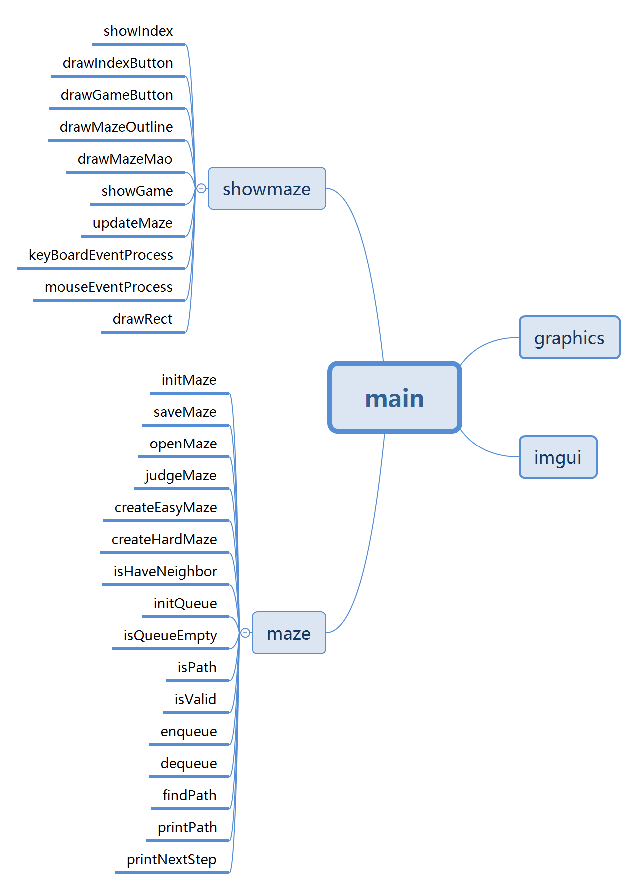 showIndex
drawIndexButton
drawGameButton
drawMazeOutline
drawMazeMao
showGame
updateMaze
keyBoardEventProcess
mouseEventProcess
drawRect
showmaze
graphics
main
imgui
initMaze
saveMaze
openMaze
judgeMaze
createEasyMaze
createHardMaze
isHaveNeighbor
initQueue
isQueueEmpty
isPath
isValid
enqueue
dequeue
findPath
printPath
printNextStep
maze